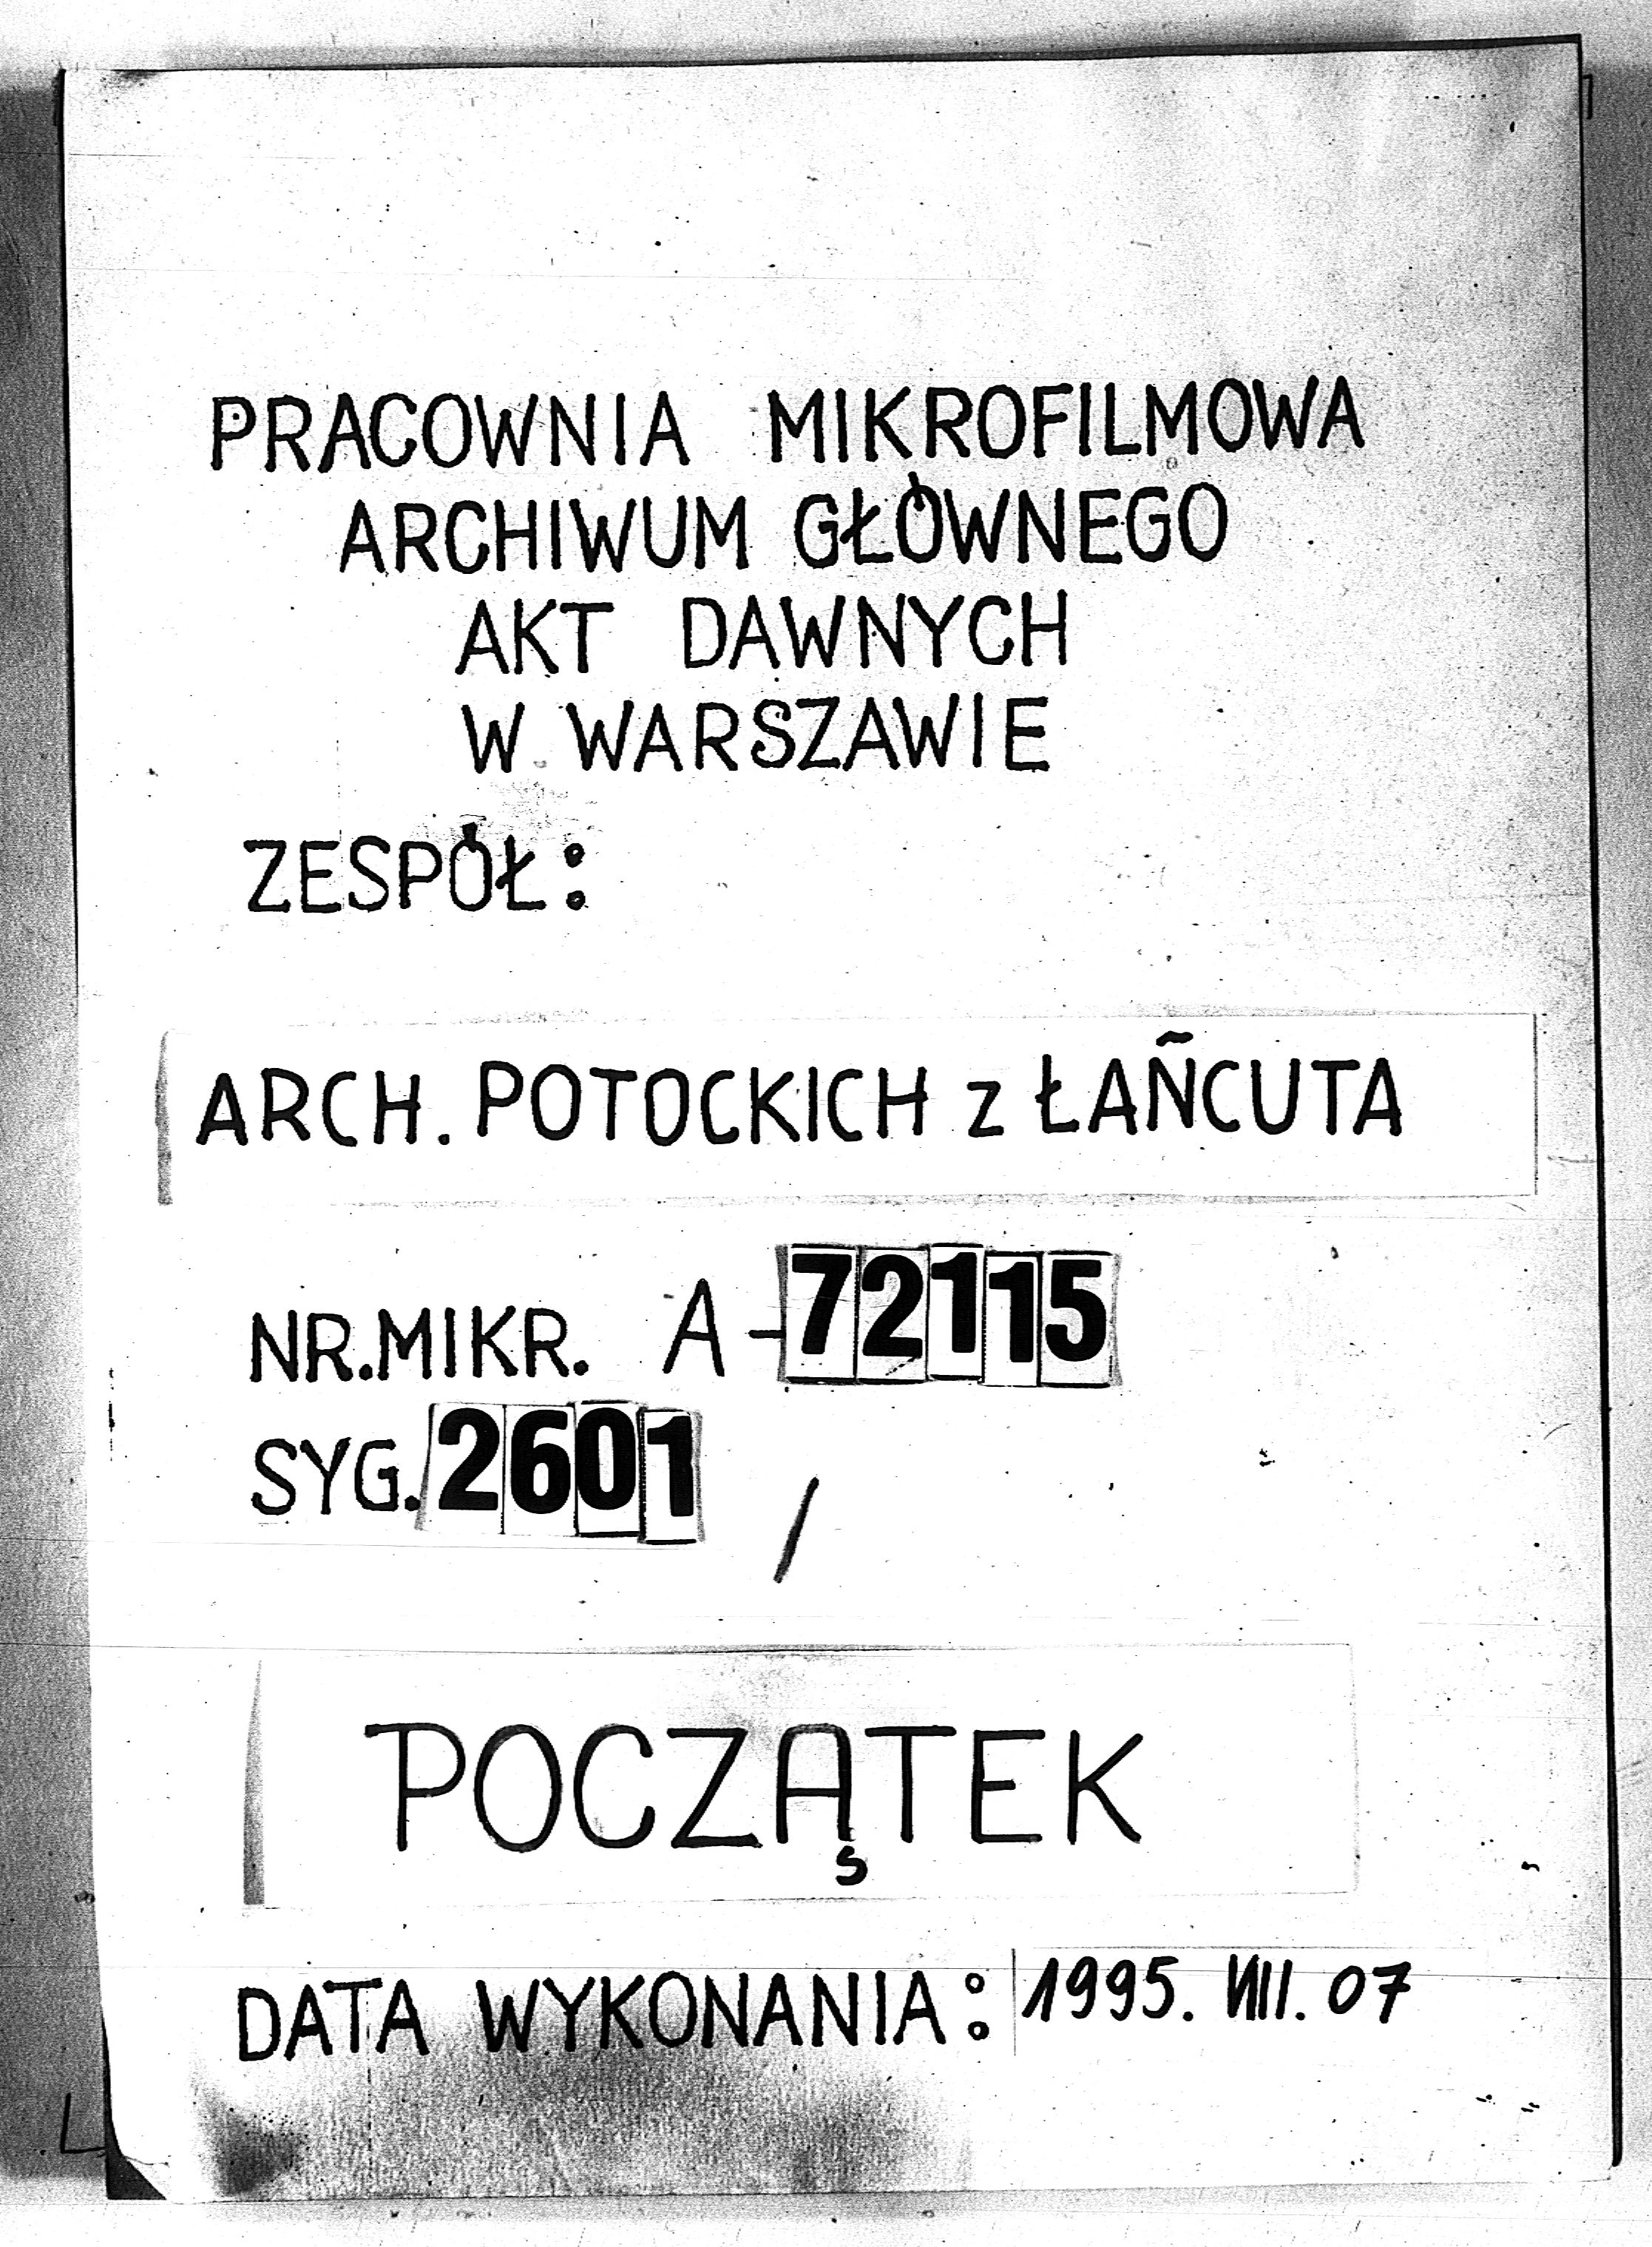 PRACOWNIA MIKROFILMOWA
ARCHIWUM GŁÓWNEGO
AKT DAWNYCH
W WARSZAWIE
ZESPÓŁ:
ARCH. POTOCKICH z ŁAŃCUTA
NR.MIKR. A-72115
SYG. 2601 /
POCZĄTEK
DATA WYKONANIA: 1995. VIII. 07